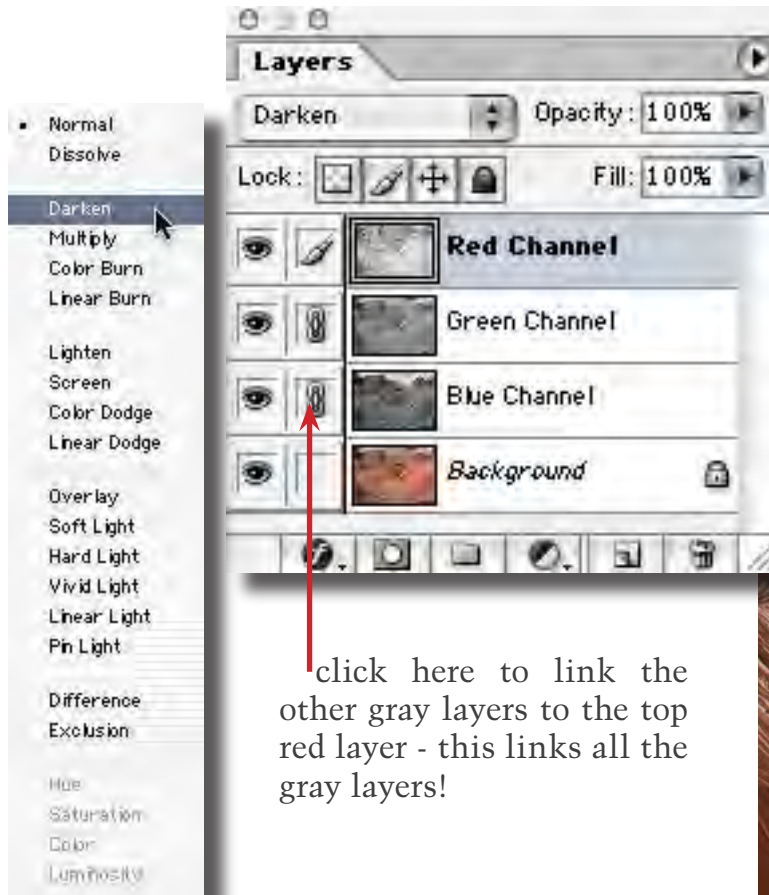 Normal
Dissolve
Darken
Multiply
Color Burn
Linear Burn
Lighten
Screen
Color Dodge
Linear Dodge
Overlay
Soft Light
Hard Light
Vivid Light
Linear Light
Pin Light
Difference
Exclusion
Hue
Saturation
Color
Luminosity
Layers
Darken Opacity: 100%
Lock: Fill: 100%
Red Channel
Green Channel
Blue Channel
Background
click here to link the
other gray layers to the top
red layer - this links all the
gray layers!